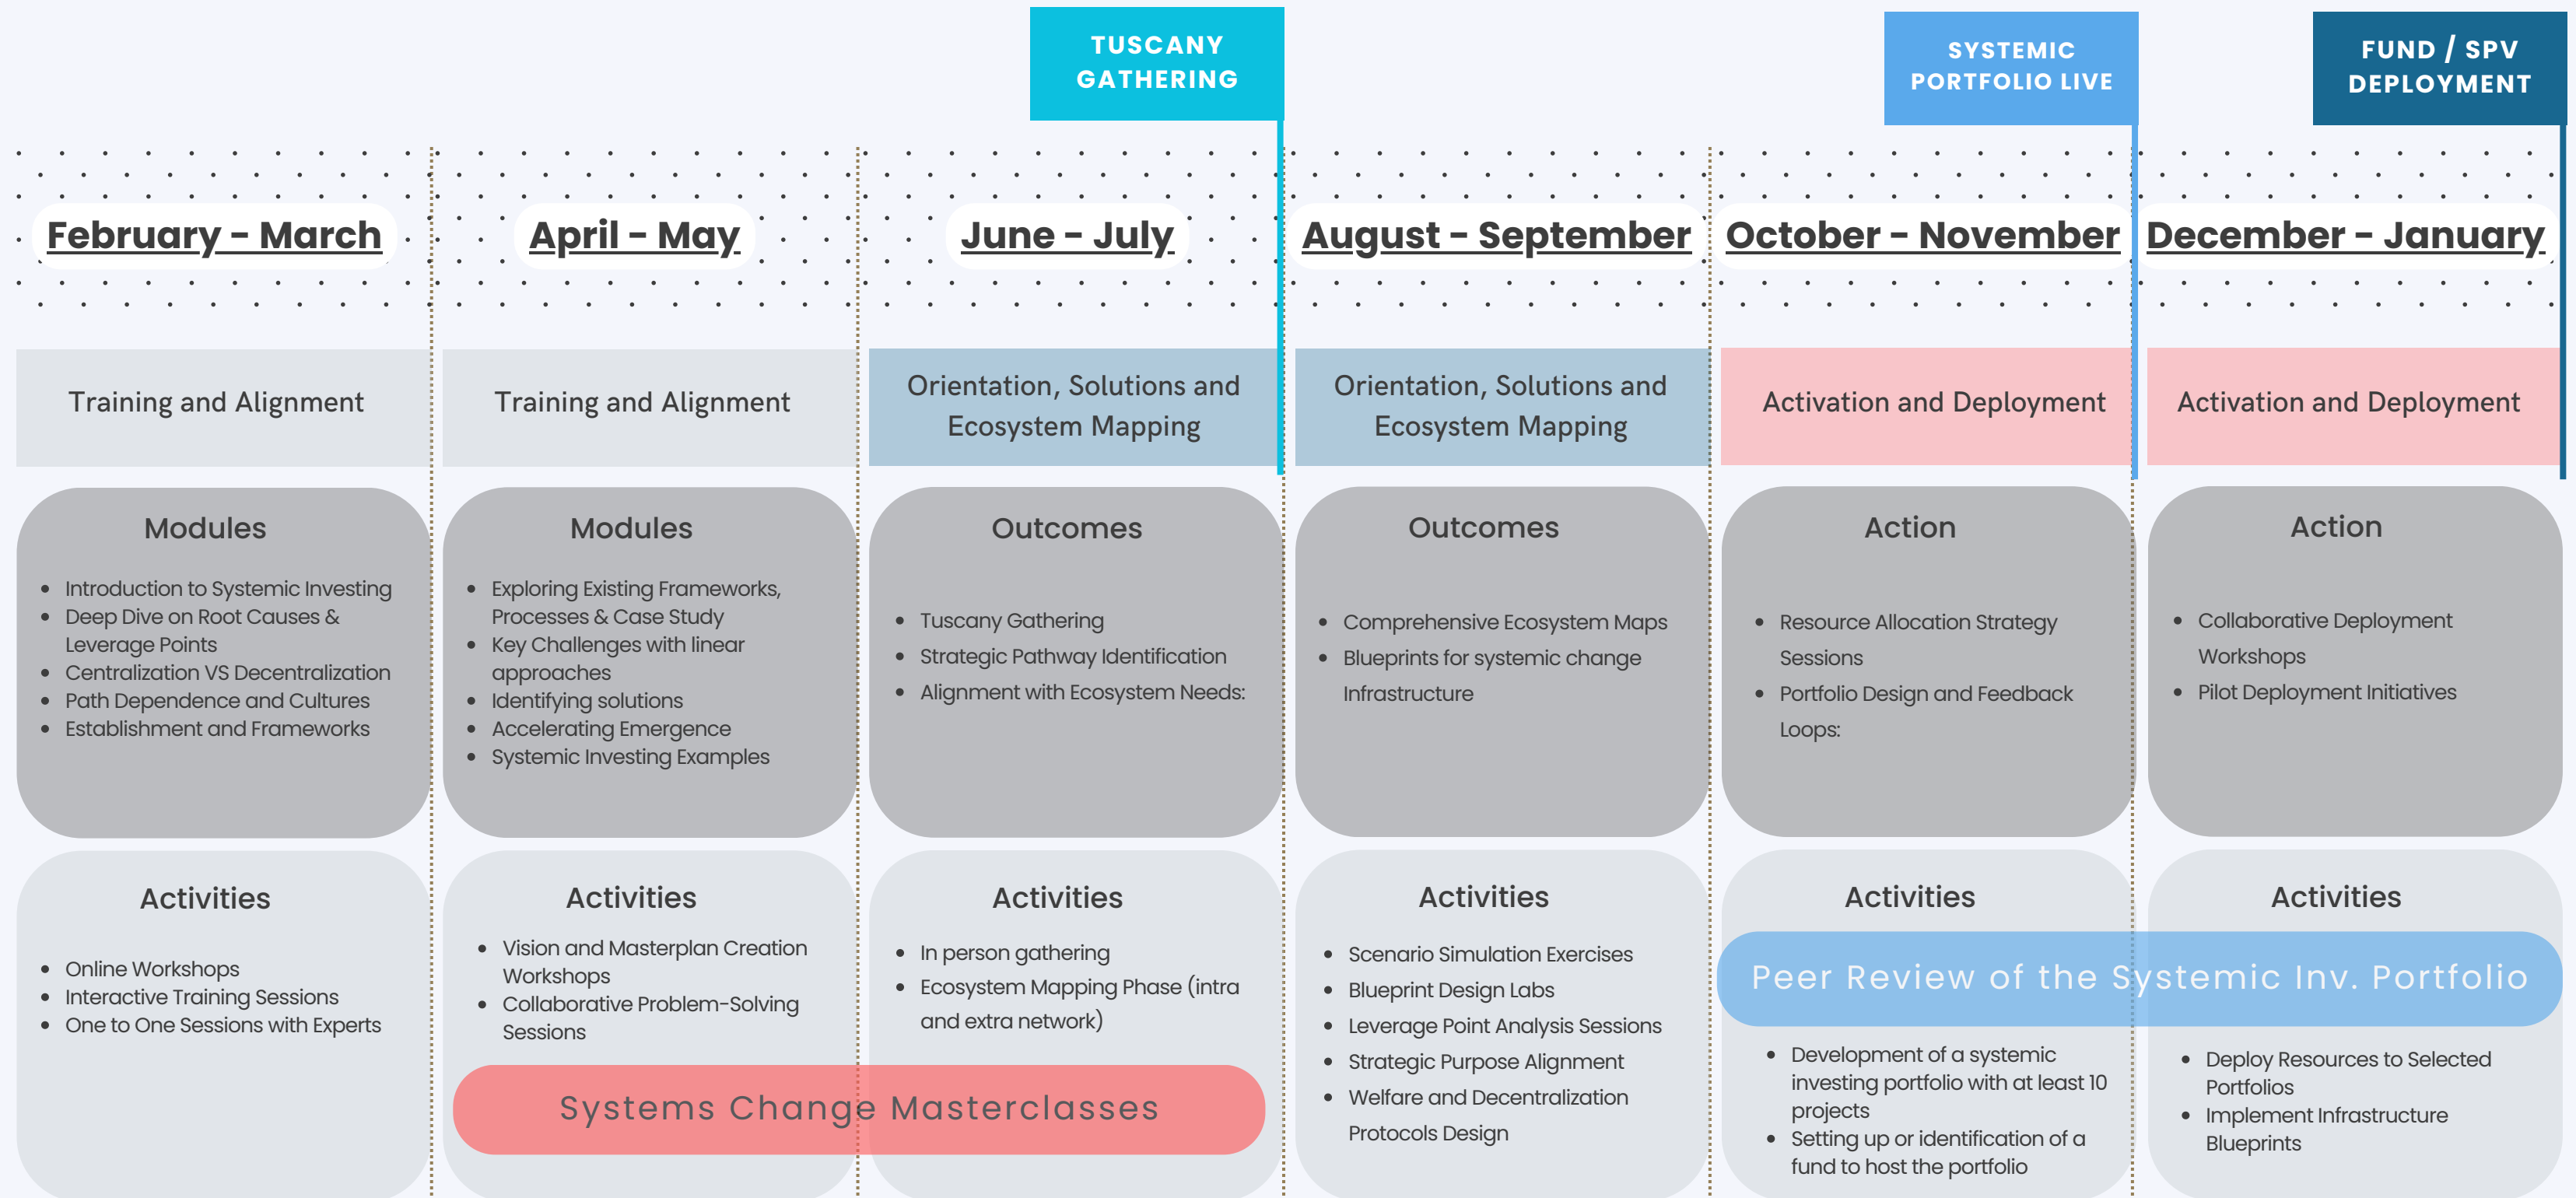 TUSCANY
GATHERING
SYSTEMIC
PORTFOLIO LIVE
FUND / SPV
DEPLOYMENT
February - March
April - May
June - July
August - September
October - November
December - January
Training and Alignment
Training and Alignment
Orientation, Solutions and
Ecosystem Mapping
Orientation, Solutions and
Ecosystem Mapping
Activation and Deployment
Activation and Deployment
Modules
• Introduction to Systemic Investing
• Deep Dive on Root Causes &
Leverage Points
• Centralization VS Decentralization
• Path Dependence and Cultures
• Establishment and Frameworks
Modules
• Exploring Existing Frameworks,
Processes & Case Study
• Key Challenges with linear
approaches
• Identifying solutions
• Accelerating Emergence
• Systemic Investing Examples
Outcomes
• Tuscany Gathering
• Strategic Pathway Identification
• Alignment with Ecosystem Needs:
Outcomes
• Comprehensive Ecosystem Maps
• Blueprints for systemic change
Infrastructure
Action
• Resource Allocation Strategy
Sessions
• Portfolio Design and Feedback
Loops:
Action
• Collaborative Deployment
Workshops
• Pilot Deployment Initiatives
Activities
• Online Workshops
• Interactive Training Sessions
• One to One Sessions with Experts
Activities
• Vision and Masterplan Creation
Workshops
• Collaborative Problem-Solving
Sessions
Activities
• In person gathering
• Ecosystem Mapping Phase (intra
and extra network)
Systems Change Masterclasses
Activities
• Scenario Simulation Exercises
• Blueprint Design Labs
• Leverage Point Analysis Sessions
• Strategic Purpose Alignment
• Welfare and Decentralization
Protocols Design
Activities
Activities
Peer Review of the Systemic Inv. Portfolio
• Development of a systemic
investing portfolio with at least 10
projects
• Setting up or identification of a
fund to host the portfolio
• Deploy Resources to Selected
Portfolios
• Implement Infrastructure
Blueprints